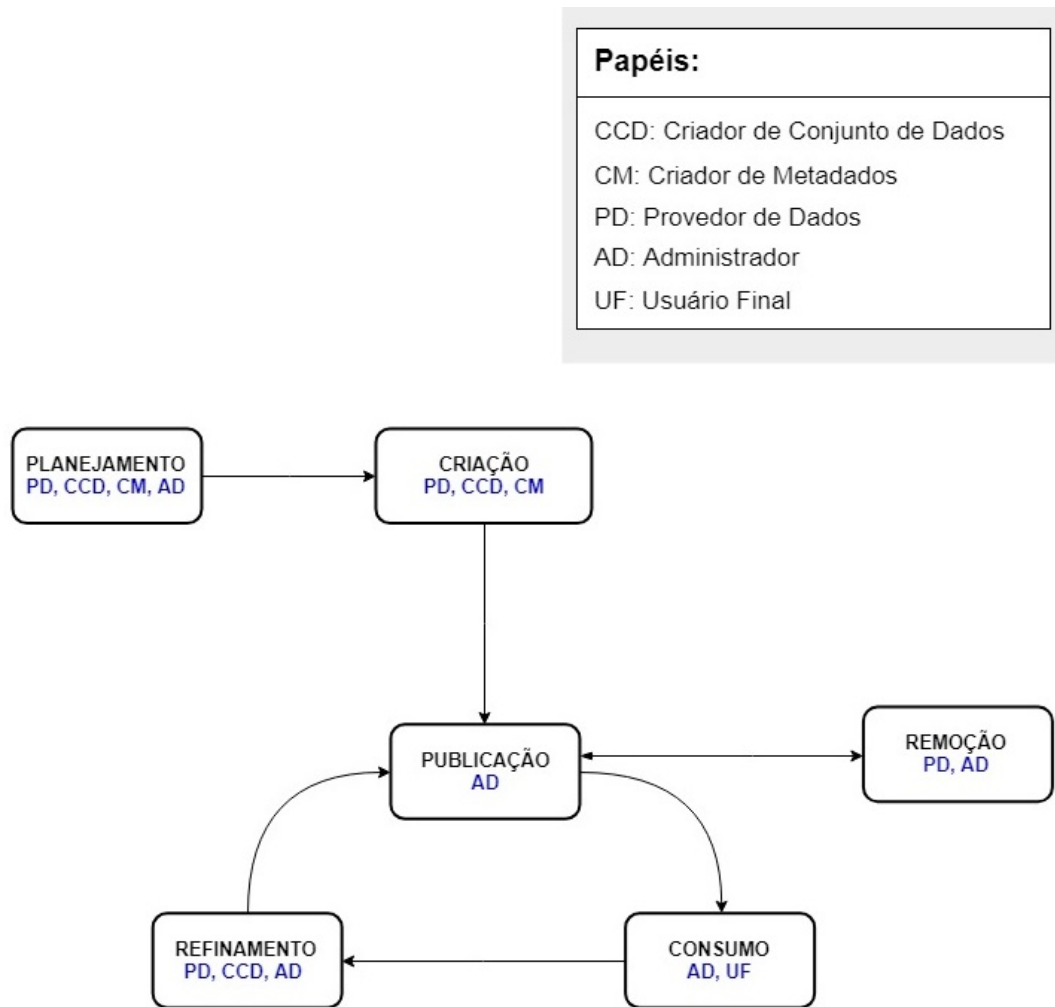 Papéis:
CCD: Criador de Conjunto de Dados
CM: Criador de Metadados
PD: Provedor de Dados
AD: Administrador
UF: Usuário Final
PLANEJAMENTO
PD, CCD, CM, AD
CRIAÇÃO
PD, CCD, CM
PUBLICAÇÃO
AD
REMOÇÃO
PD, AD
REFINAMENTO
PD, CCD, AD
CONSUMO
AD, UF